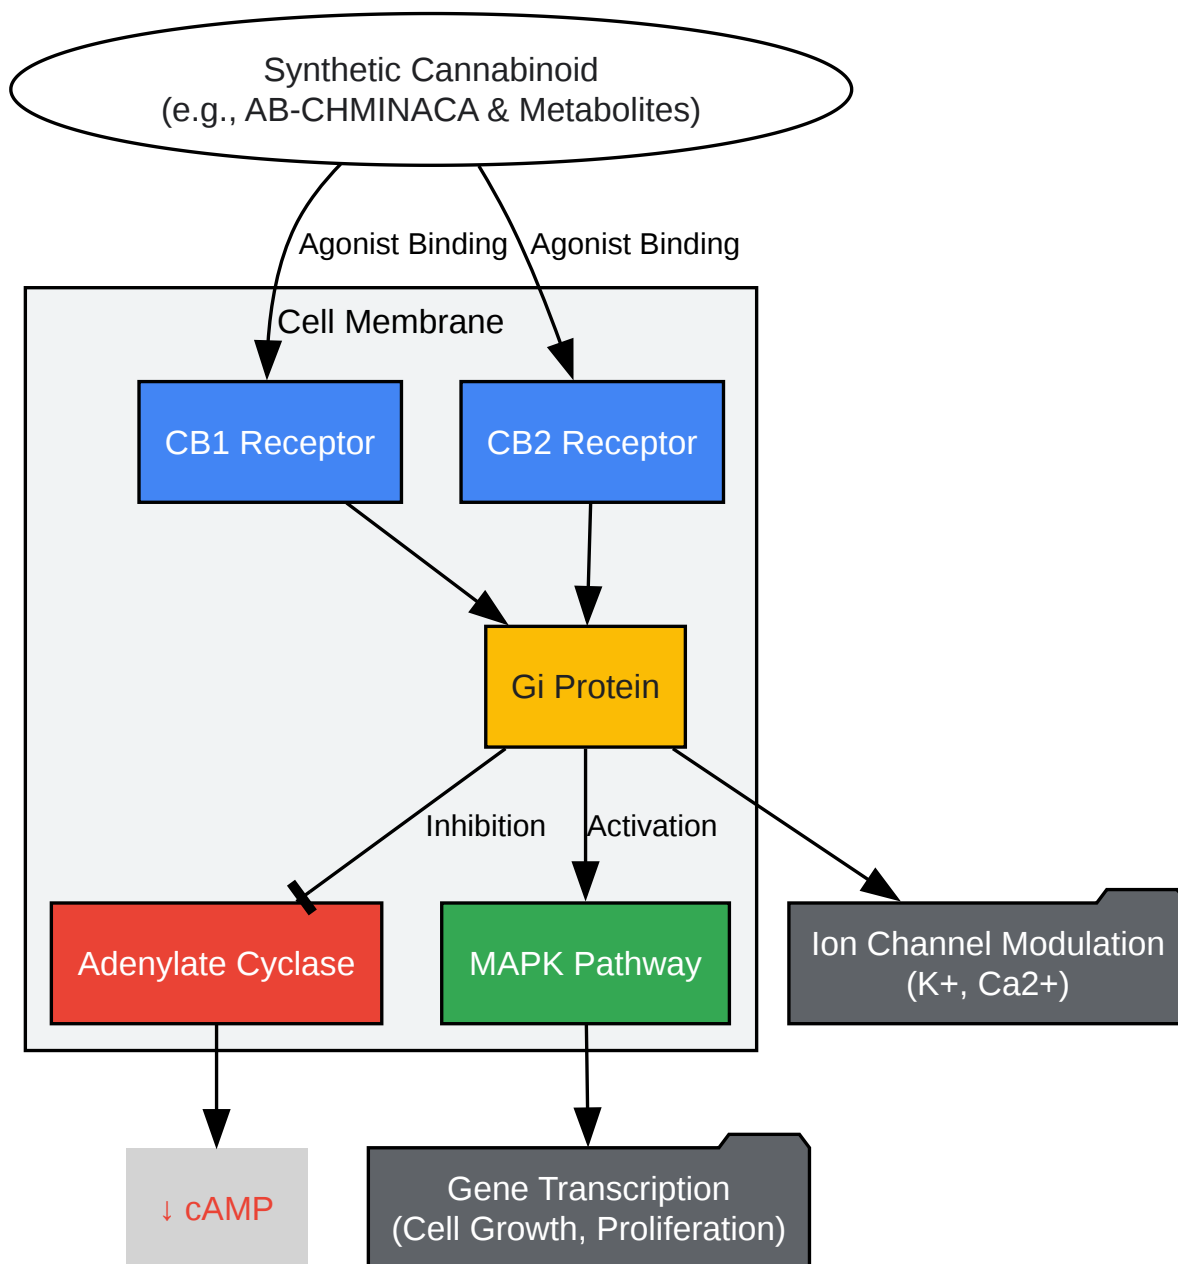 Synthetic Cannabinoid
(e.g., AB-CHMINACA & Metabolites)
Agonist Binding
Agonist Binding
Cell Membrane
CB1 Receptor
CB2 Receptor
Gi Protein
Inhibition
Activation
Adenylate Cyclase
MAPK Pathway
Ion Channel Modulation
(K+, Ca2+)
↓ cAMP
Gene Transcription
(Cell Growth, Proliferation)